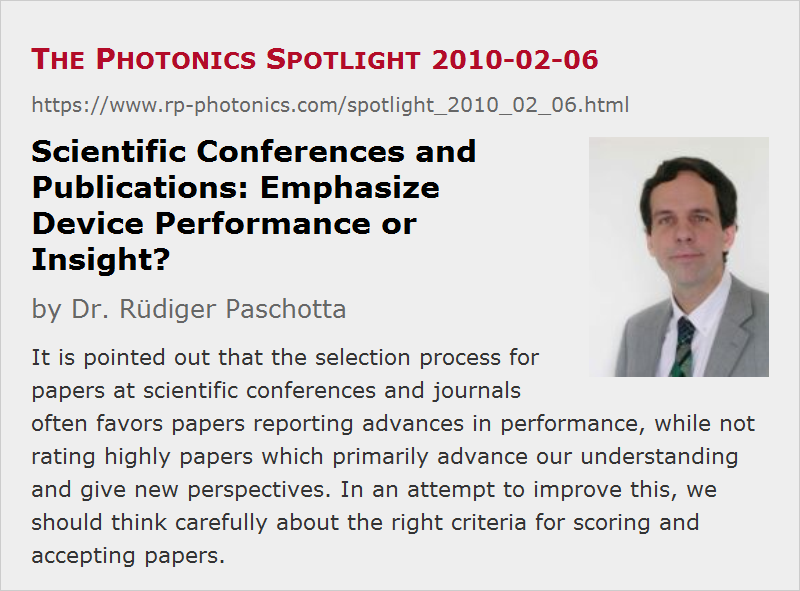 THE PHOTONICS SPOTLIGHT 2010-02-06
https://www.rp-photonics.com/spotlight_2010_02_06.html
Scientific Conferences and
Publications: Emphasize
Device Performance or
Insight?
by Dr. Rüdiger Paschotta
It is pointed out that the selection process for
papers at scientific conferences and journals
often favors papers reporting advances in performance, while not
rating highly papers which primarily advance our understanding
and give new perspectives. In an attempt to improve this, we
should think carefully about the right criteria for scoring and
accepting papers.